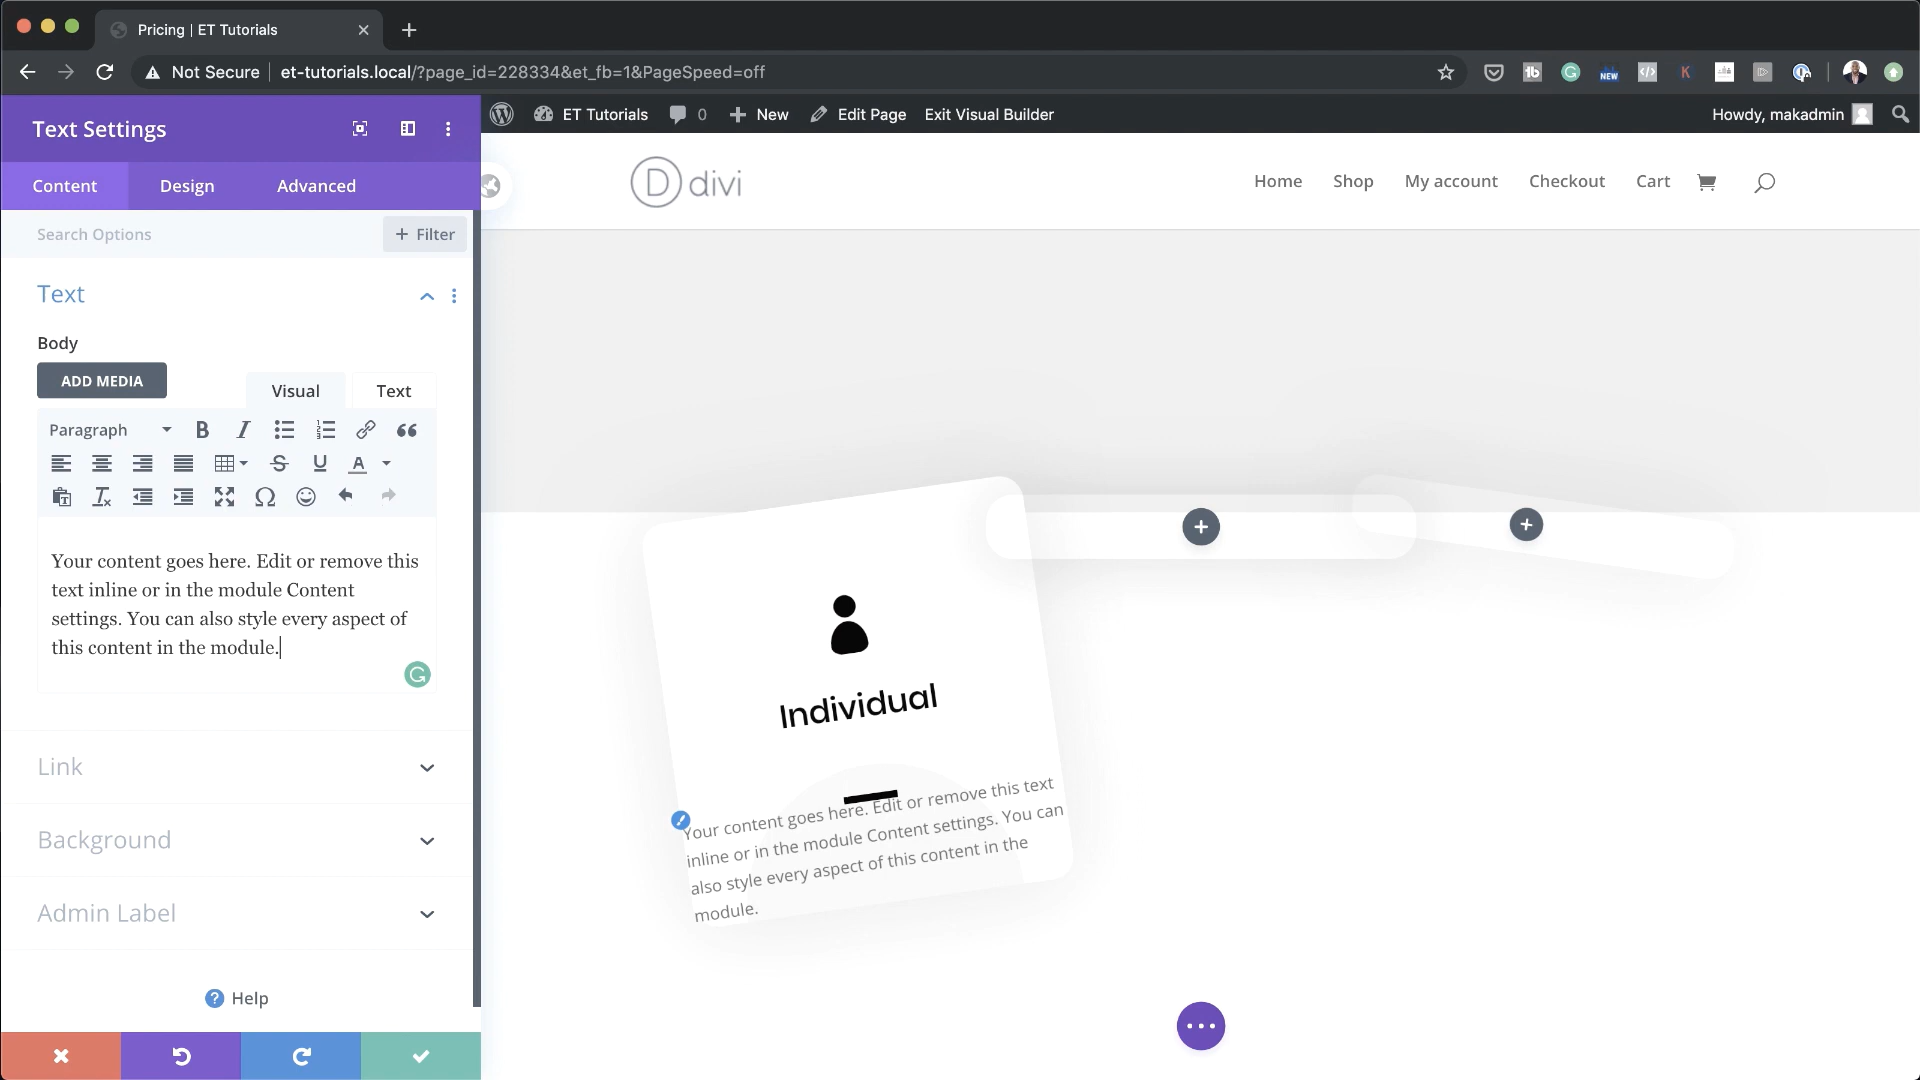 Pricing | ET Tutorials
Not Secure
et-tutorials.local/?page_id=228334&et_fb=1&PageSpeed=off
Text Settings
ET Tutorials
0
New
Edit Page
Exit Visual Builder
Howdy, makadmin
Content
Design
Advanced
D divi
Home
Shop
My account
Checkout
Cart
Search Options
+ Filter
Text
Body
ADD MEDIA
Visual
Text
Paragraph
Your content goes here. Edit or remove this
text inline or in the module Content
settings. You can also style every aspect of
this content in the module.
Individual
Your content goes here. Edit or remove this text
inline or in the module Content settings. You can
also style every aspect of this content in the
module.
Link
Background
Admin Label
Help